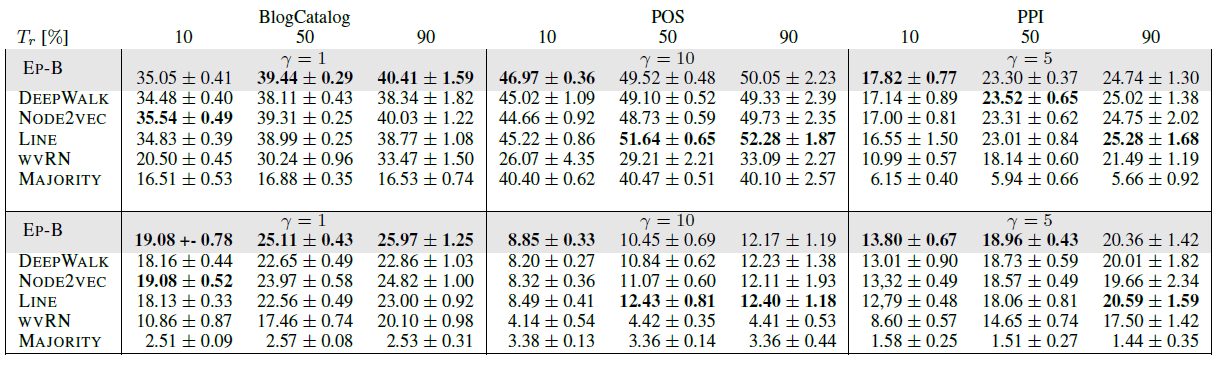 BlogCatalog POS PPI
Tr [%] 10 50 90 10 50 90 10 50 90
EP-B γ = 1 γ = 10 γ = 5
35.05 ± 0.41 39.44 ± 0.29 40.41 ± 1.59 46.97 ± 0.36 49.52 ± 0.48 50.05 ± 2.23 17.82 ± 0.77 23.30 ± 0.37 24.74 ± 1.30
DEEPWALK 34.48 ± 0.40 38.11 ± 0.43 38.34 ± 1.82 45.02 ± 1.09 49.10 ± 0.52 49.33 ± 2.39 17.14 ± 0.89 23.52 ± 0.65 25.02 ± 1.38
NODE2VEC 35.54 ± 0.49 39.31 ± 0.25 40.03 ± 1.22 44.66 ± 0.92 48.73 ± 0.59 49.73 ± 2.35 17.00 ± 0.81 23.31 ± 0.62 24.75 ± 2.02
LINE 34.83 ± 0.39 38.99 ± 0.25 38.77 ± 1.08 45.22 ± 0.86 51.64 ± 0.65 52.28 ± 1.87 16.55 ± 1.50 23.01 ± 0.84 25.28 ± 1.68
WVRN 20.50 ± 0.45 30.24 ± 0.96 33.47 ± 1.50 26.07 ± 4.35 29.21 ± 2.21 33.09 ± 2.27 10.99 ± 0.57 18.14 ± 0.60 21.49 ± 1.19
MAJORITY 16.51 ± 0.53 16.88 ± 0.35 16.53 ± 0.74 40.40 ± 0.62 40.47 ± 0.51 40.10 ± 2.57 6.15 ± 0.40 5.94 ± 0.66 5.66 ± 0.92
EP-B γ = 1 γ = 10 γ = 5
19.08 +- 0.78 25.11 ± 0.43 25.97 ± 1.25 8.85 ± 0.33 10.45 ± 0.69 12.17 ± 1.19 13.80 ± 0.67 18.96 ± 0.43 20.36 ± 1.42
DEEPWALK 18.16 ± 0.44 22.65 ± 0.49 22.86 ± 1.03 8.20 ± 0.27 10.84 ± 0.62 12.23 ± 1.38 13.01 ± 0.90 18.73 ± 0.59 20.01 ± 1.82
NODE2VEC 19.08 ± 0.52 23.97 ± 0.58 24.82 ± 1.00 8.32 ± 0.36 11.07 ± 0.60 12.11 ± 1.93 13,32 ± 0.49 18.57 ± 0.49 19.66 ± 2.34
LINE 18.13 ± 0.33 22.56 ± 0.49 23.00 ± 0.92 8.49 ± 0.41 12.43 ± 0.81 12.40 ± 1.18 12,79 ± 0.48 18.06 ± 0.81 20.59 ± 1.59
WVRN 10.86 ± 0.87 17.46 ± 0.74 20.10 ± 0.98 4.14 ± 0.54 4.42 ± 0.35 4.41 ± 0.53 8.60 ± 0.57 14.65 ± 0.74 17.50 ± 1.42
MAJORITY 2.51 ± 0.09 2.57 ± 0.08 2.53 ± 0.31 3.38 ± 0.13 3.36 ± 0.14 3.36 ± 0.44 1.58 ± 0.25 1.51 ± 0.27 1.44 ± 0.35